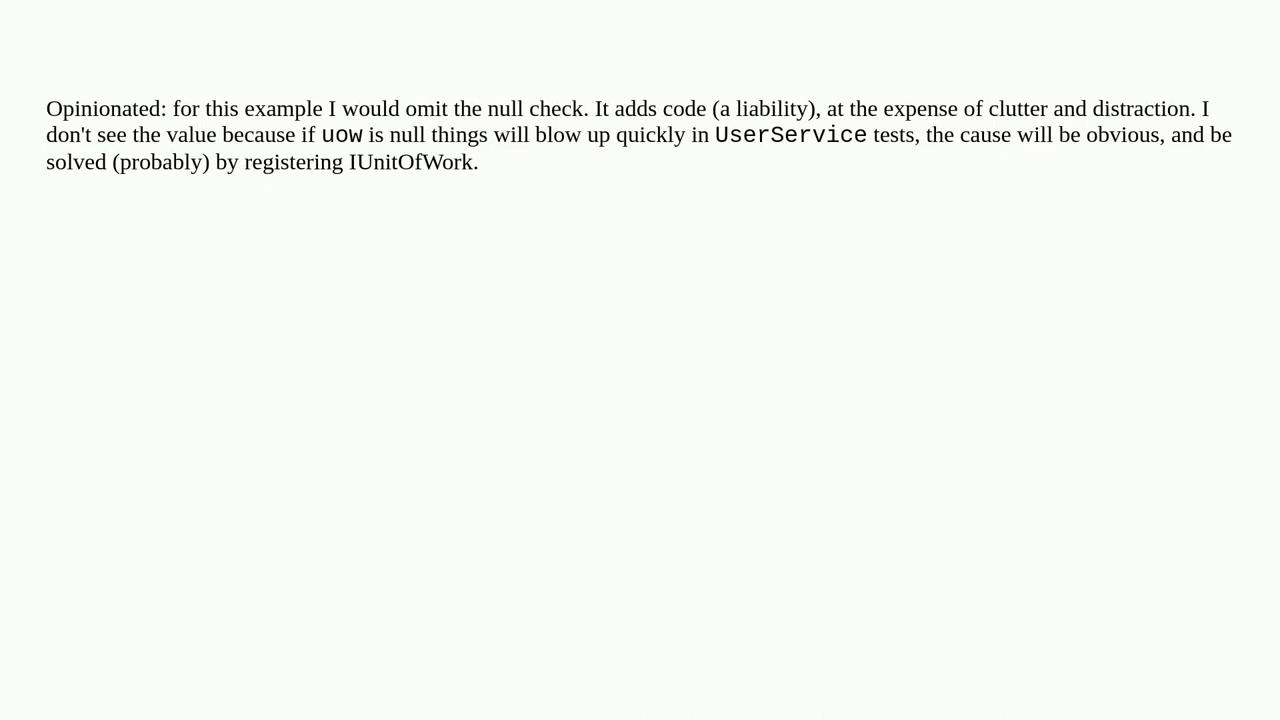 Opinionated: for this example I would omit the null check. It adds code (a liability), at the expense of clutter and distraction. I
don't see the value because if uow is null things will blow up quickly in UserService tests, the cause will be obvious, and be
solved (probably) by registering IUnitOfWork.